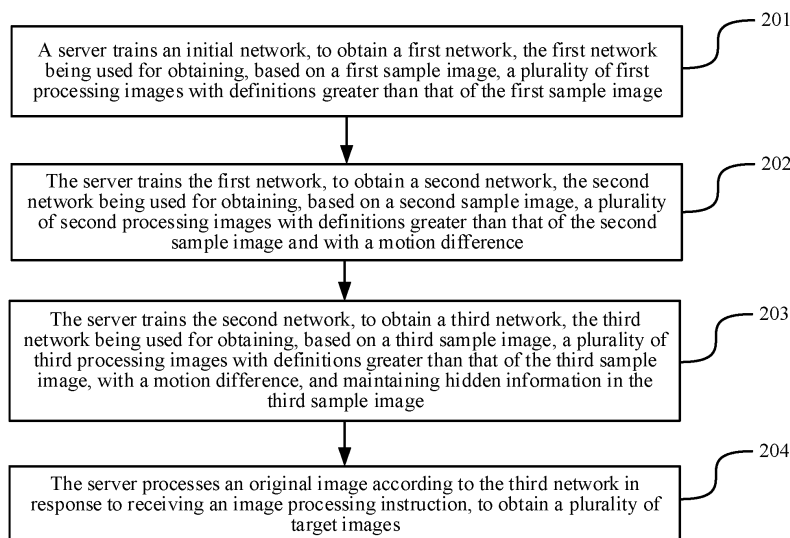 201
A server trains an initial network, to obtain a first network, the first network
being used for obtaining, based on a first sample image, a plurality of first
processing images with definitions greater than that of the first sample image
202
The server trains the first network, to obtain a second network, the second
network being used for obtaining, based on a second sample image, a plurality
of second processing images with definitions greater than that of the second
sample image and with a motion difference
203
The server trains the second network, to obtain a third network, the third
network being used for obtaining, based on a third sample image, a plurality of
third processing images with definitions greater than that of the third sample
image, with a motion difference, and maintaining hidden information in the
third sample image
204
The server processes an original image according to the third network in
response to receiving an image processing instruction, to obtain a plurality of
target images